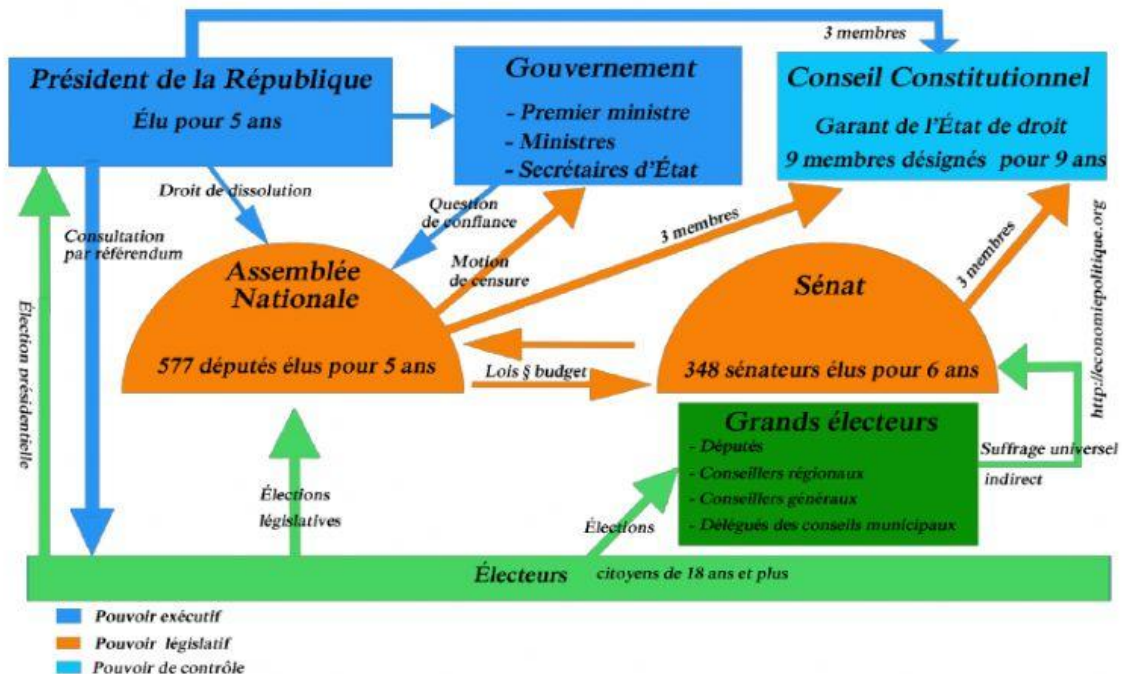 3 membres
Président de la République
Élu pour 5 ans
Gouvernement
- Premier ministre
- Ministres
- Secrétaires d'État
Conseil Constitutionnel
Garant de l'État de droit
9 membres désignés pour 9 ans
Droit de dissolution
Question
de confiance
3 membres
Consultation
par référendum
Motion
de censure
3 membres
Élection présidentielle
http://economiepolitique.org
Assemblée
Nationale
577 députés élus pour 5 ans
Lois § budget
Sénat
348 sénateurs élus pour 6 ans
Grands électeurs
- Députés
- Conseillers régionaux
- Conseillers généraux
- Délégués des conseils municipaux
Suffrage universel
indirect
Élections
législatives
Élections
Électeurs citoyens de 18 ans et plus
Pouvoir exécutif
Pouvoir législatif
Pouvoir de contrôle